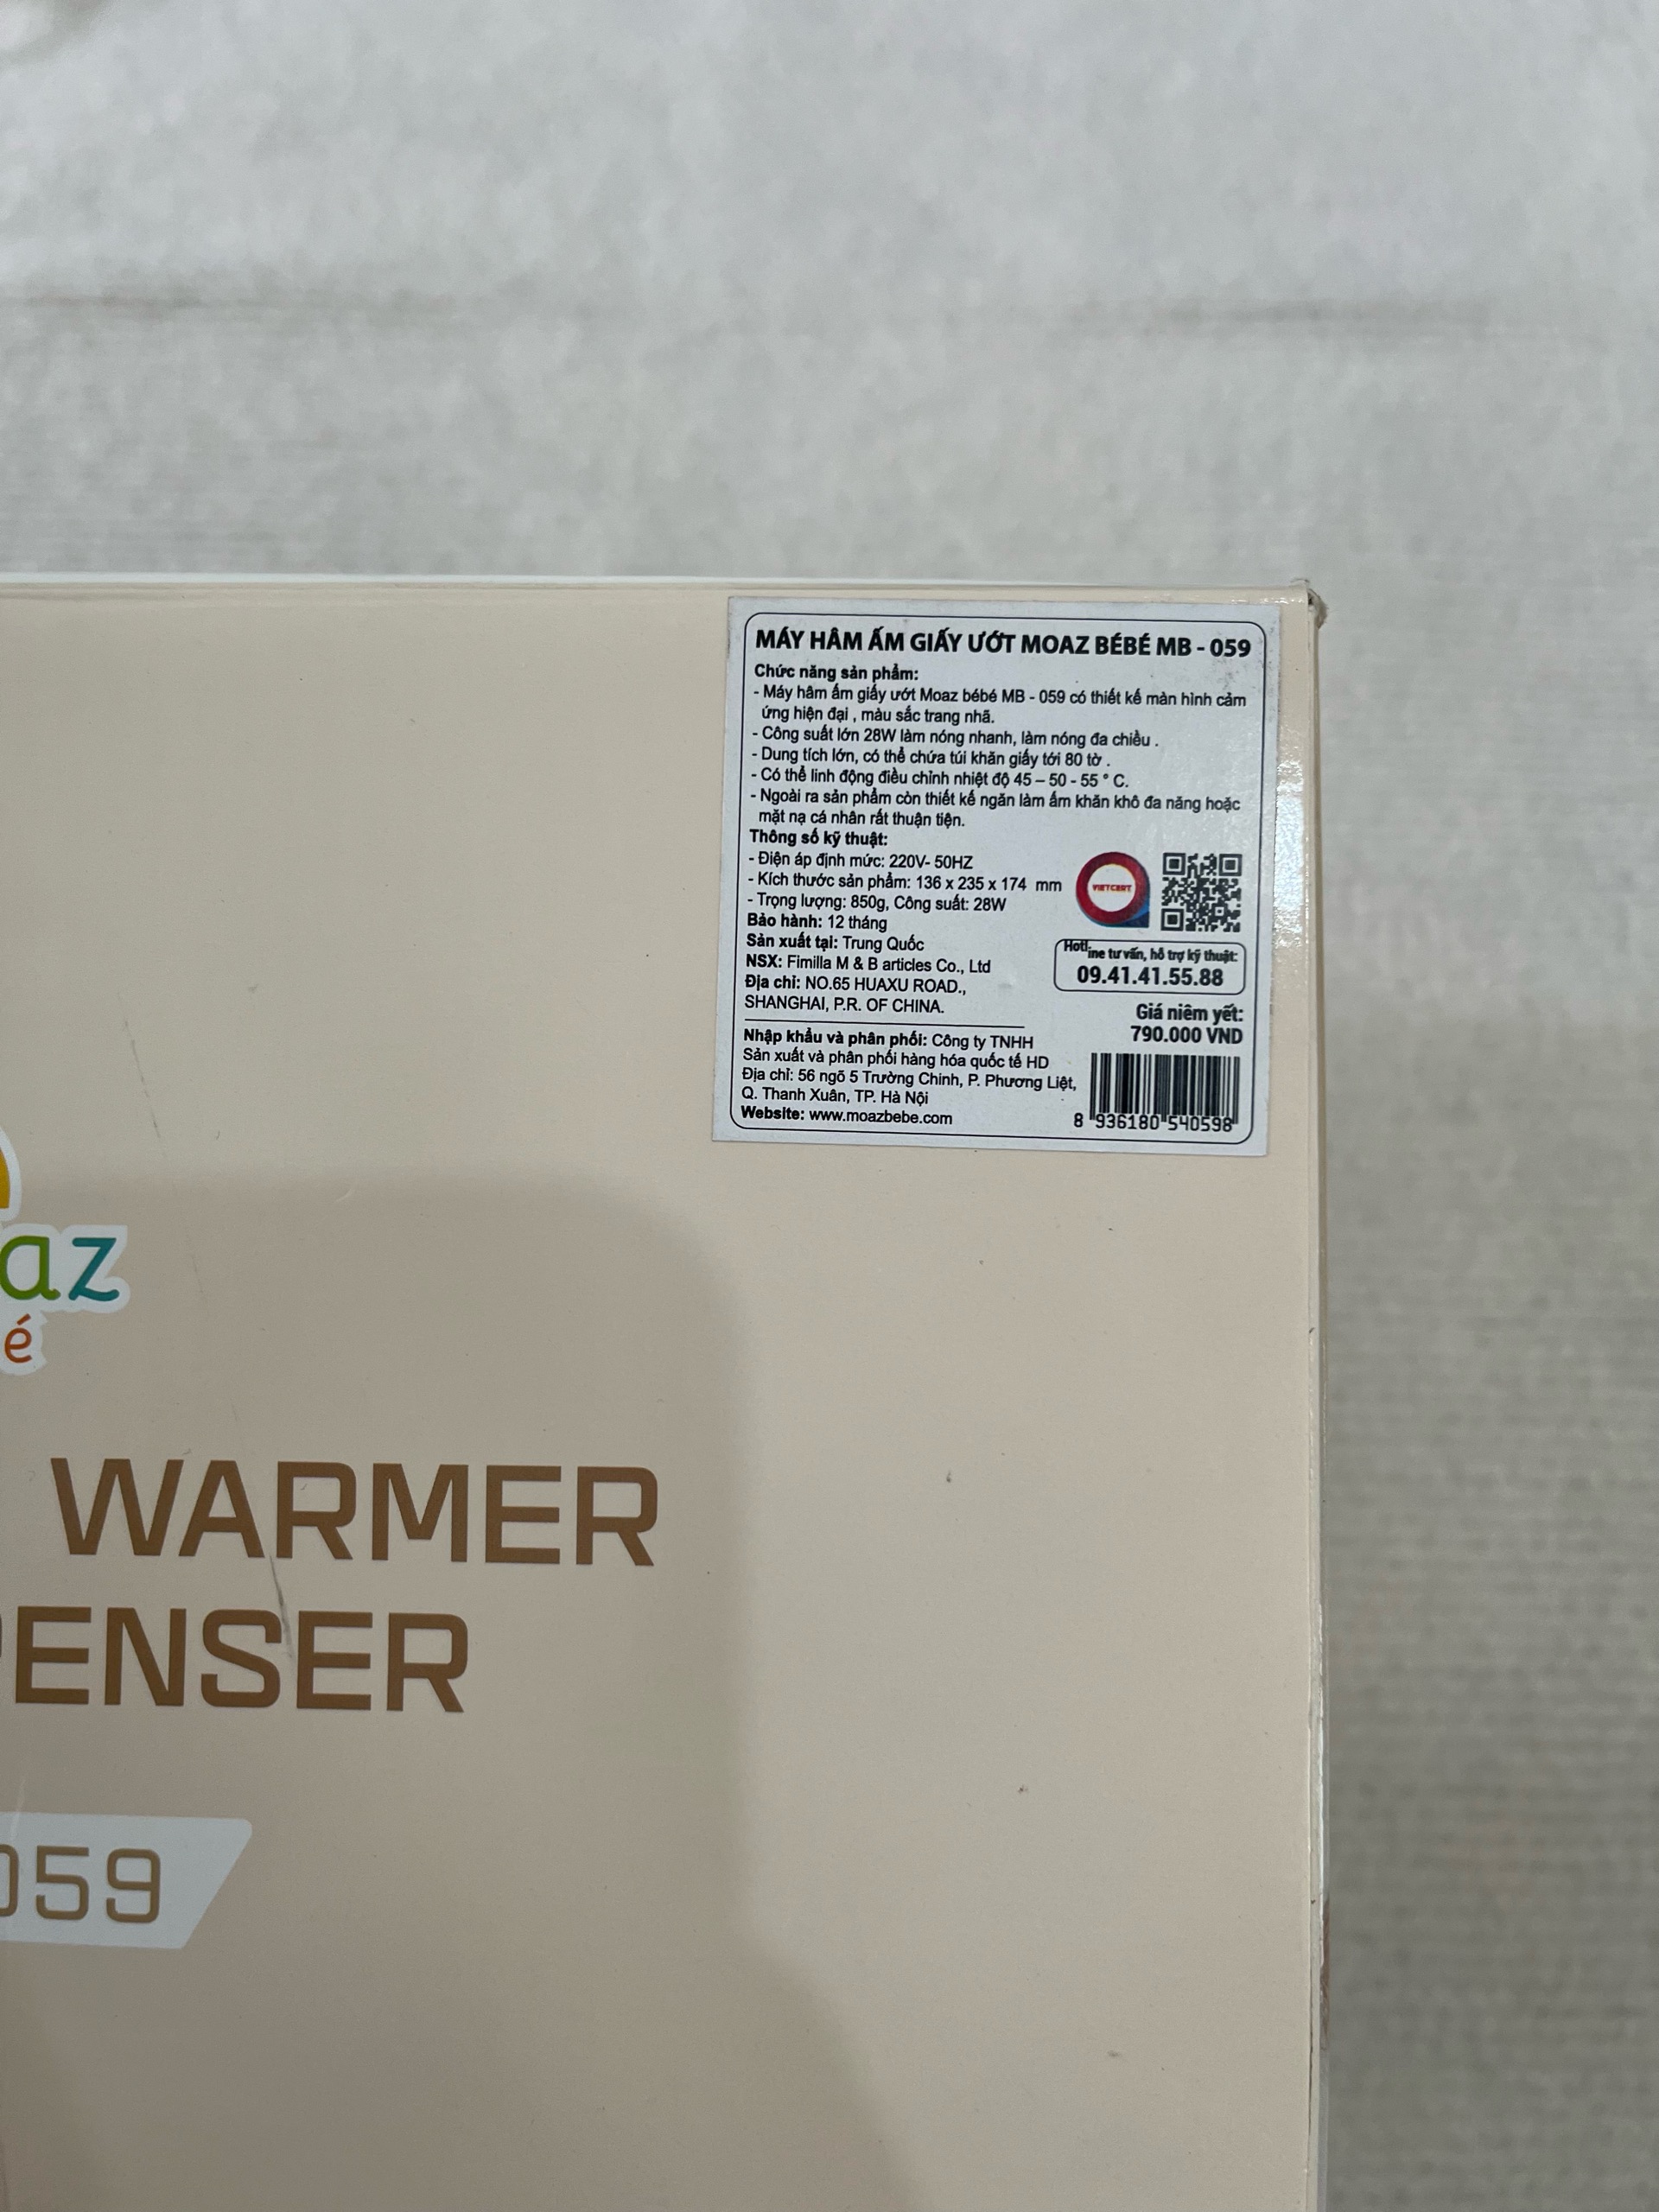 MÁY HÂM ẤM GIẤY ƯỚT MOAZ BÉBÉ MB - 059
Chức năng sản phẩm:
- Máy hâm ấm giấy ướt Moaz bébé MB - 059 có thiết kế màn hình cảm
ứng hiện đại , màu sắc trang nhã.
- Công suất lớn 28W làm nóng nhanh, làm nóng đa chiều .
- Dung tích lớn, có thể chứa túi khăn giấy tới 80 tờ .
- Có thể linh động điều chỉnh nhiệt độ 45 – 50 - 55 ° C.
- Ngoài ra sản phẩm còn thiết kế ngăn làm ấm khăn khô đa năng hoặc
mặt nạ cá nhân rất thuận tiện.
Thông số kỹ thuật:
- Điện áp định mức: 220V- 50HZ
- Kích thước sản phẩm: 136 x 235 x 174 mm
- Trọng lượng: 850g, Công suất: 28W
Bảo hành: 12 tháng
Sản xuất tại: Trung Quốc
NSX: Fimilla M & B articles Co., Ltd
Địa chỉ: NO.65 HUAXU ROAD.,
SHANGHAI, P.R. OF CHINA.
VIETCERT
Hotline tư vấn, hỗ trợ kỹ thuật:
09.41.41.55.88
Giá niêm yết:
790.000 VND
Nhập khẩu và phân phối: Công ty TNHH
Sản xuất và phân phối hàng hóa quốc tế HD
Địa chỉ: 56 ngõ 5 Trường Chinh, P. Phương Liệt,
Q. Thanh Xuân, TP. Hà Nội
Website: www.moazbebe.com
8 936180 540598
az
é
WARMER
PENSER
059